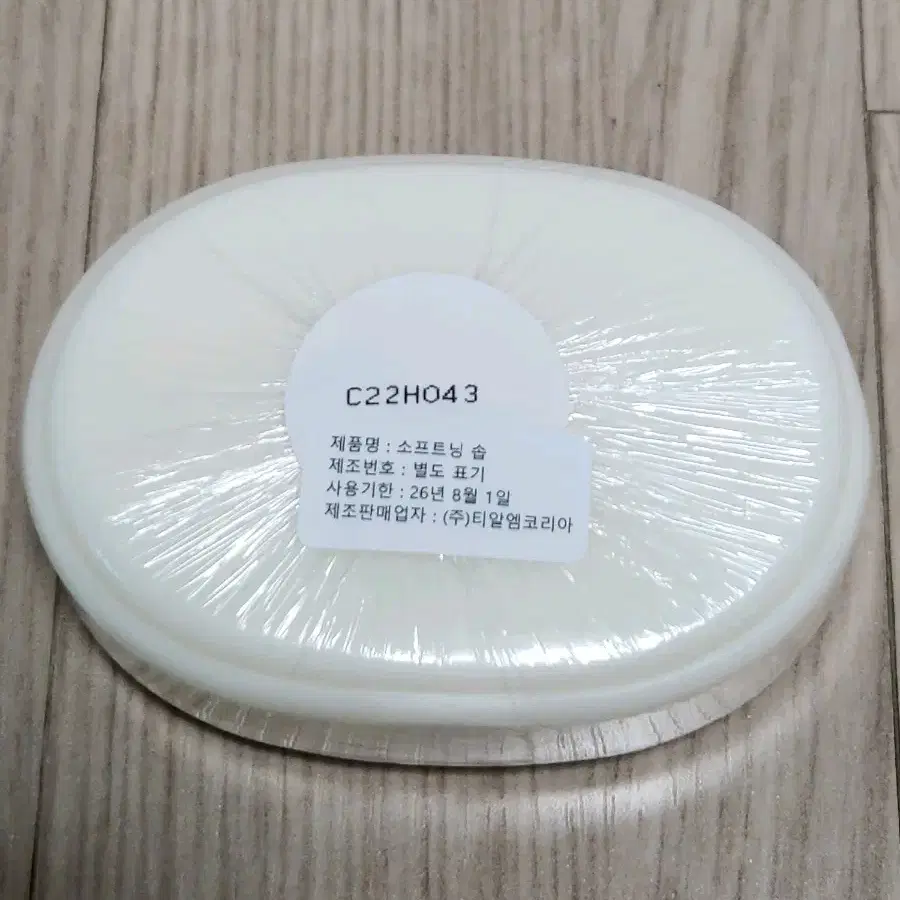 C22H043
제품명 : 소프트닝 솝
제조번호 : 별도 표기
사용기한 : 26년 8월 1일
제조판매업자 : (주)티알엠코리아